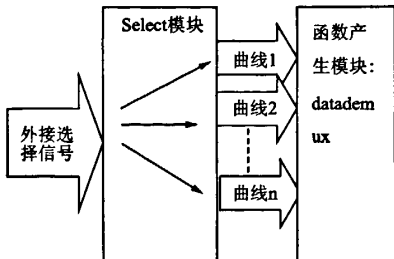 Select模块
外接选
择信号
曲线1
曲线2
曲线n
函数产
生模块:
datadem
ux